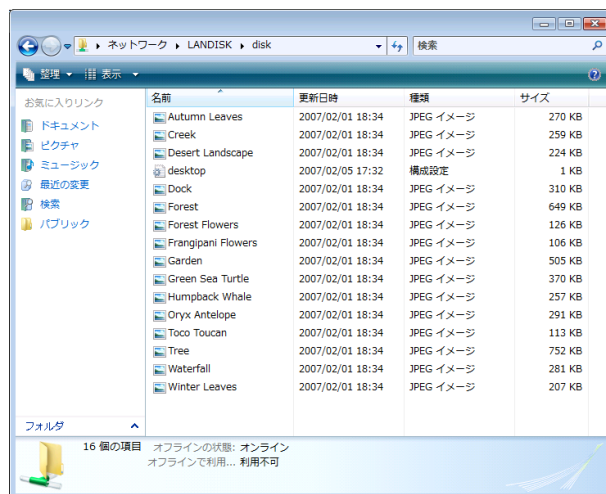 ネットワーク ▸ LANDISK ▸ disk
検索
整理 表示
お気に入りリンク
ドキュメント
ピクチャ
ミュージック
最近の変更
検索
パブリック
フォルダ
名前 更新日時 種類 サイズ
Autumn Leaves 2007/02/01 18:34 JPEG イメージ 270 KB
Creek 2007/02/01 18:34 JPEG イメージ 259 KB
Desert Landscape 2007/02/01 18:34 JPEG イメージ 224 KB
desktop 2007/02/05 17:32 構成設定 1 KB
Dock 2007/02/01 18:34 JPEG イメージ 310 KB
Forest 2007/02/01 18:34 JPEG イメージ 649 KB
Forest Flowers 2007/02/01 18:34 JPEG イメージ 126 KB
Frangipani Flowers 2007/02/01 18:34 JPEG イメージ 106 KB
Garden 2007/02/01 18:34 JPEG イメージ 505 KB
Green Sea Turtle 2007/02/01 18:34 JPEG イメージ 370 KB
Humpback Whale 2007/02/01 18:34 JPEG イメージ 257 KB
Oryx Antelope 2007/02/01 18:34 JPEG イメージ 291 KB
Toco Toucan 2007/02/01 18:34 JPEG イメージ 113 KB
Tree 2007/02/01 18:34 JPEG イメージ 752 KB
Waterfall 2007/02/01 18:34 JPEG イメージ 281 KB
Winter Leaves 2007/02/01 18:34 JPEG イメージ 207 KB
16 個の項目 オフラインの状態: オンライン
オフラインで利用... 利用不可